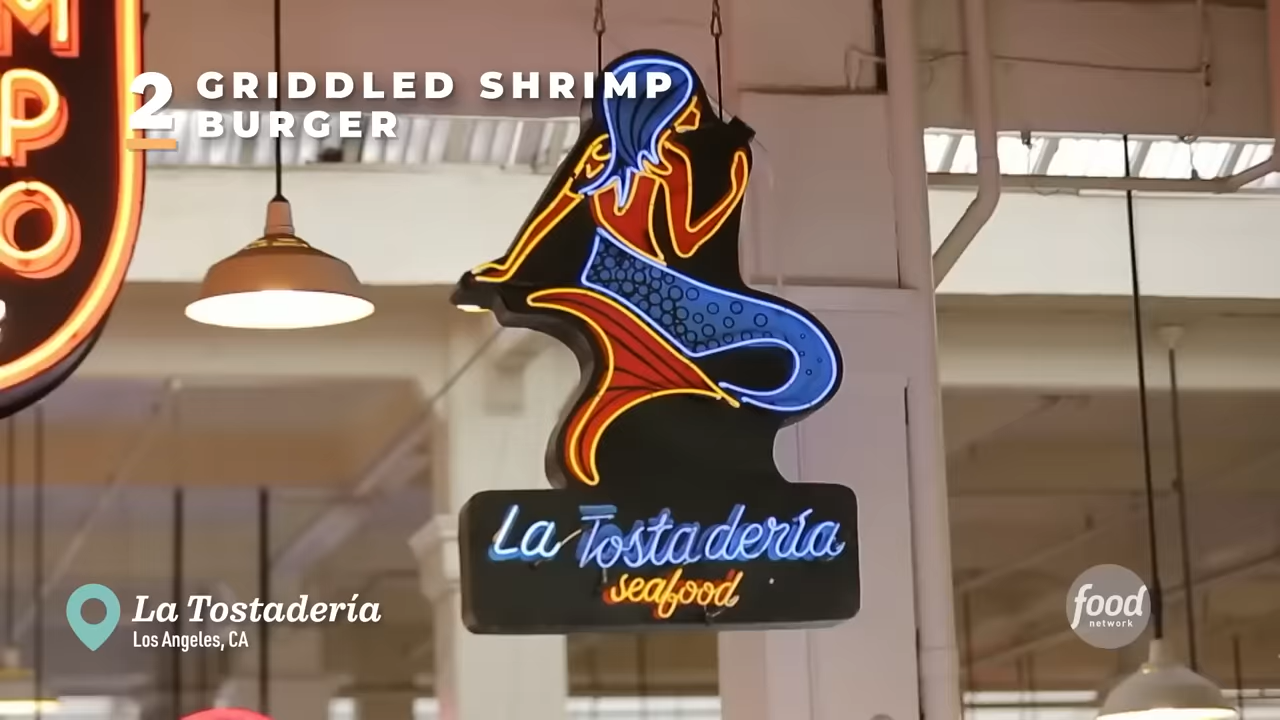 2 GRIDDLED SHRIMP
BURGER
M
P
O
La Tostadería
seafood
La Tostadería
Los Angeles, CA
food
network